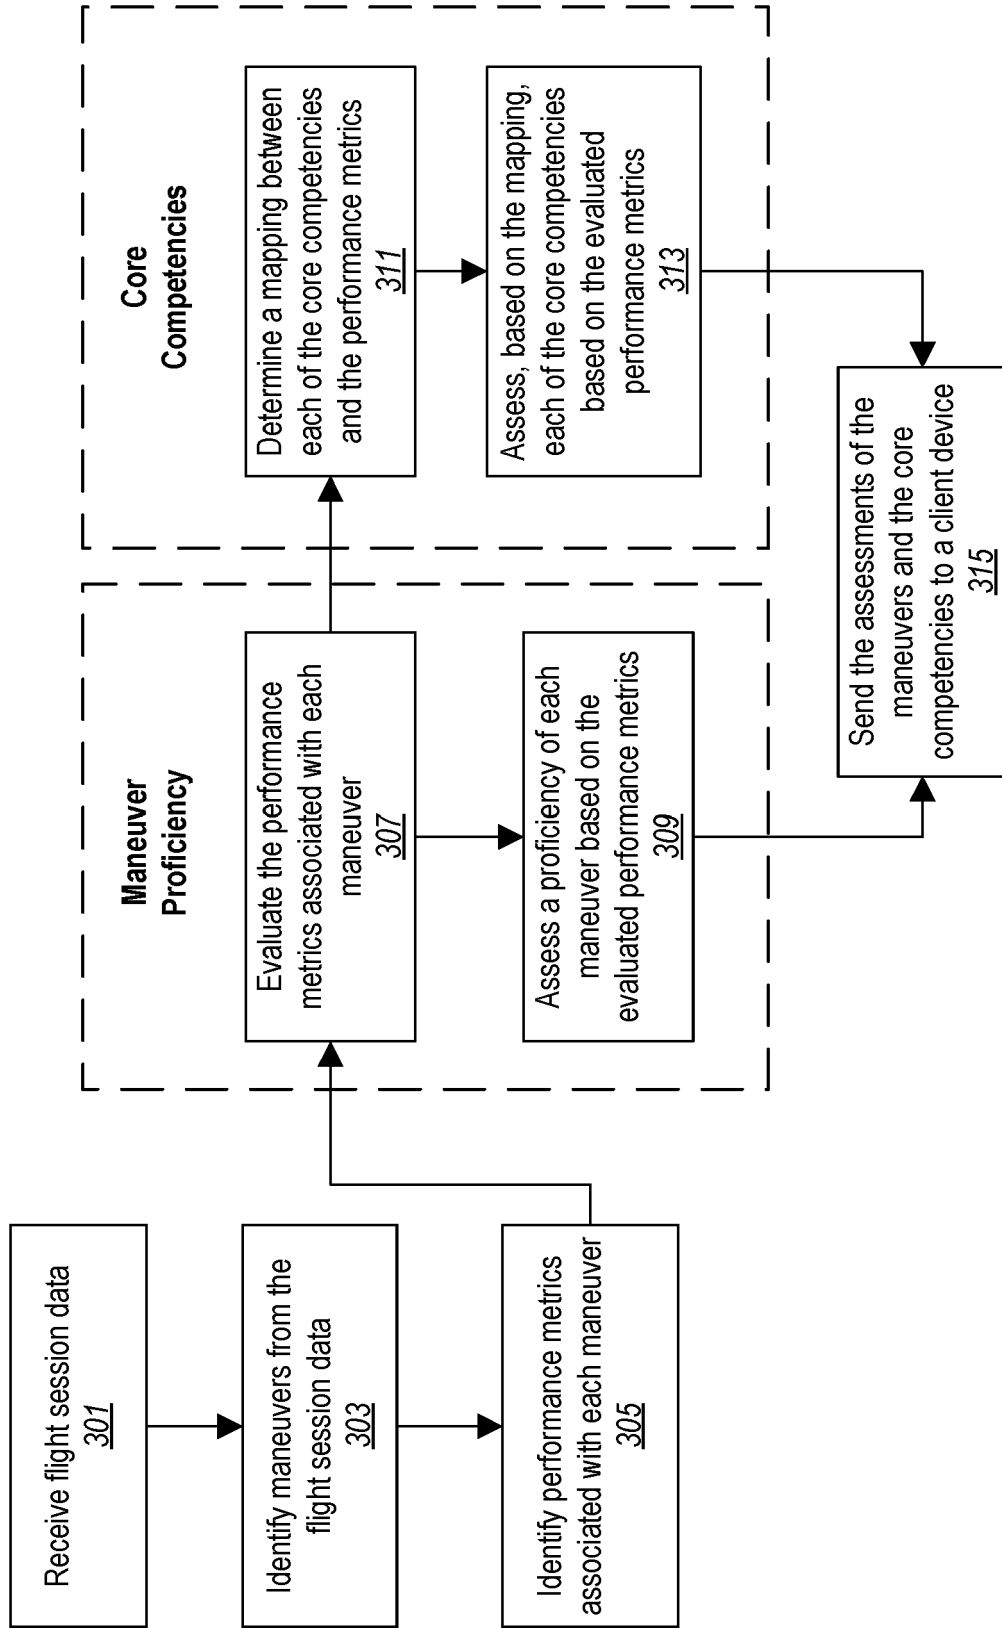 Receive flight session data
301
Identify maneuvers from the
flight session data
303
Identify performance metrics
associated with each maneuver
305
Maneuver
Proficiency
Evaluate the performance
metrics associated with each
maneuver
307
Assess a proficiency of each
maneuver based on the
evaluated performance metrics
309
Core
Competencies
Determine a mapping between
each of the core competencies
and the performance metrics
311
Assess, based on the mapping,
each of the core competencies
based on the evaluated
performance metrics
313
Send the assessments of the
maneuvers and the core
competencies to a client device
315